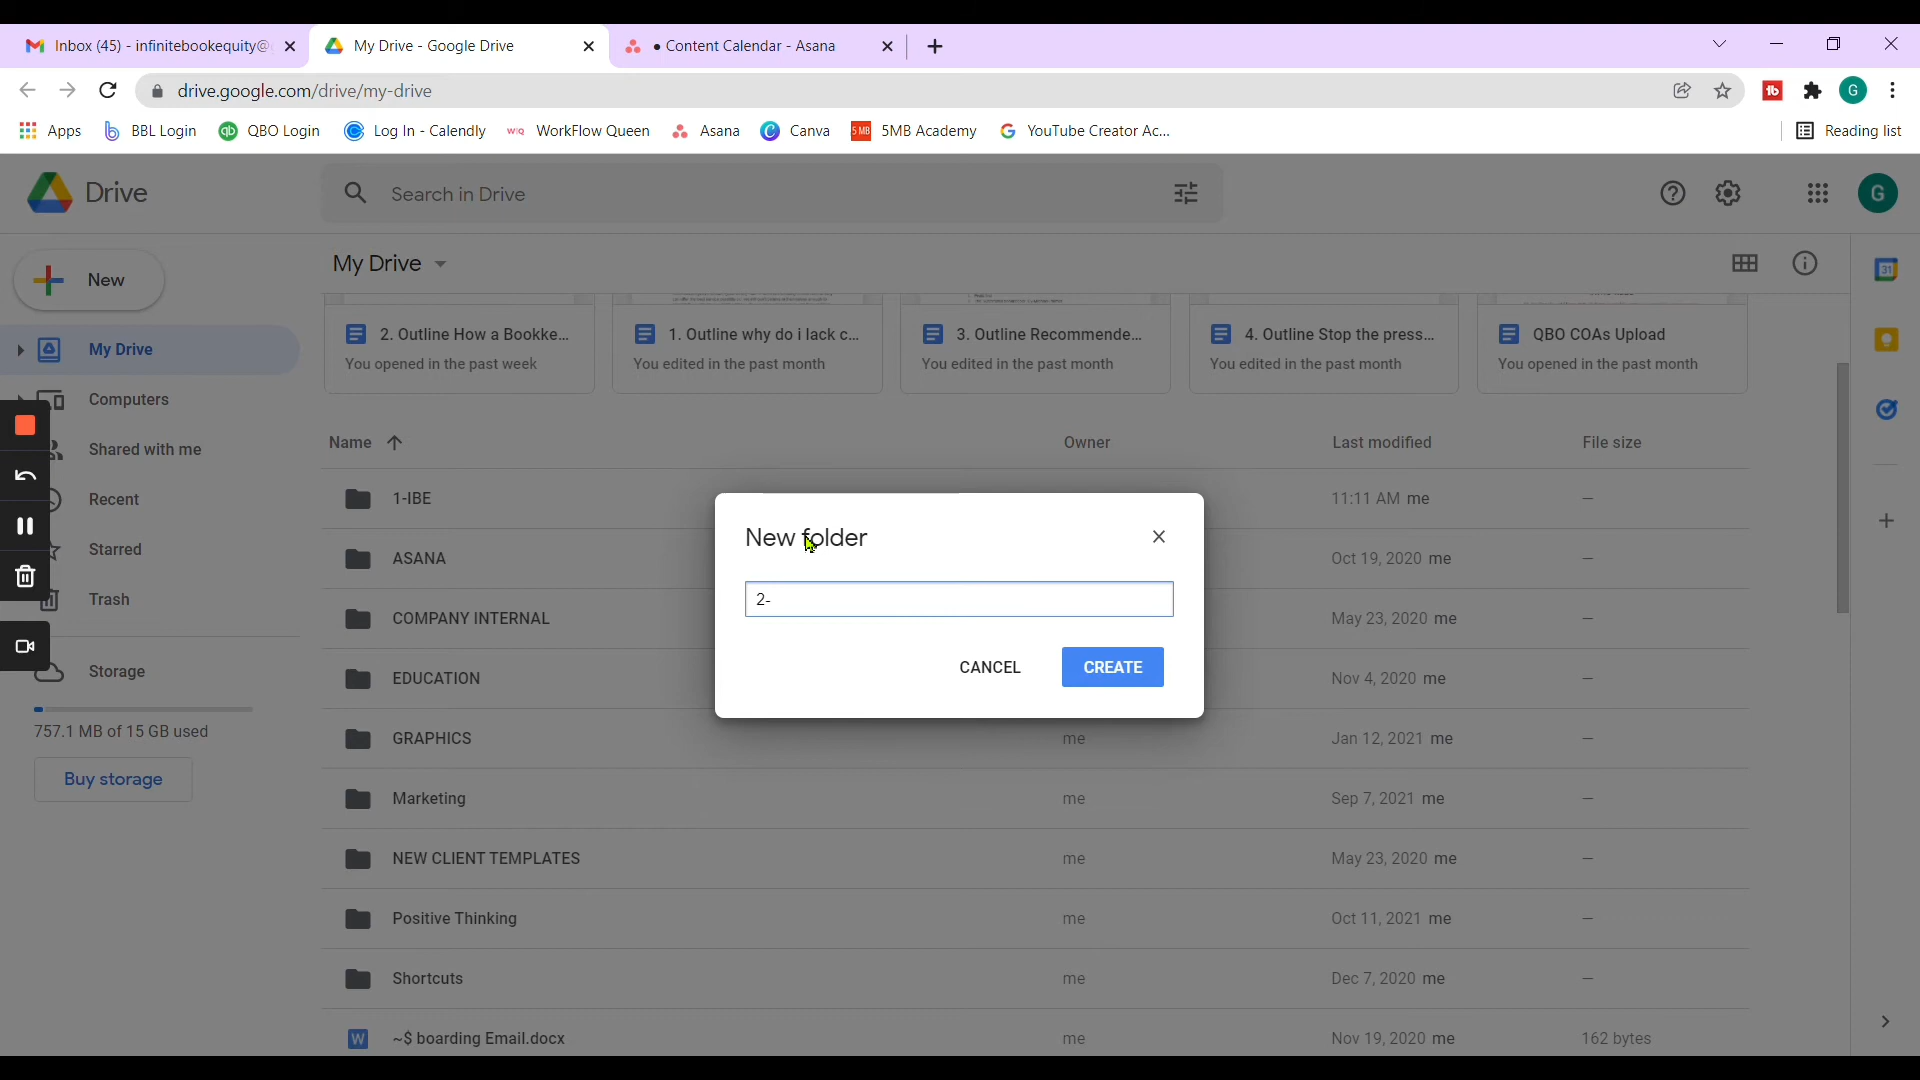 Inbox (45) - infinitebookequity@
My Drive - Google Drive
• Content Calendar - Asana
drive.google.com/drive/my-drive
G
Apps
BBL Login
QBO Login
Log In - Calendly
WorkFlow Queen
Asana
Canva
5 MB
5MB Academy
YouTube Creator Ac...
Reading list
Drive
Search in Drive
G
New
My Drive
31
2. Outline How a Bookke...
You opened in the past week
1. Outline why do i lack c...
You edited in the past month
3. Outline Recommende...
You edited in the past month
4. Outline Stop the press...
You edited in the past month
QBO COAs Upload
You opened in the past month
My Drive
Computers
Shared with me
Recent
Starred
Trash
Storage
757.1 MB of 15 GB used
Buy storage
Name
Owner
Last modified
File size
1-IBE
11:11 AM me
–
ASANA
Oct 19, 2020 me
–
COMPANY INTERNAL
May 23, 2020 me
–
EDUCATION
Nov 4, 2020 me
–
GRAPHICS
me
Jan 12, 2021 me
–
Marketing
me
Sep 7, 2021 me
–
NEW CLIENT TEMPLATES
me
May 23, 2020 me
–
Positive Thinking
me
Oct 11, 2021 me
–
Shortcuts
me
Dec 7, 2020 me
–
W
~$ boarding Email.docx
me
Nov 19, 2020 me
162 bytes
New folder
2-
CANCEL
CREATE